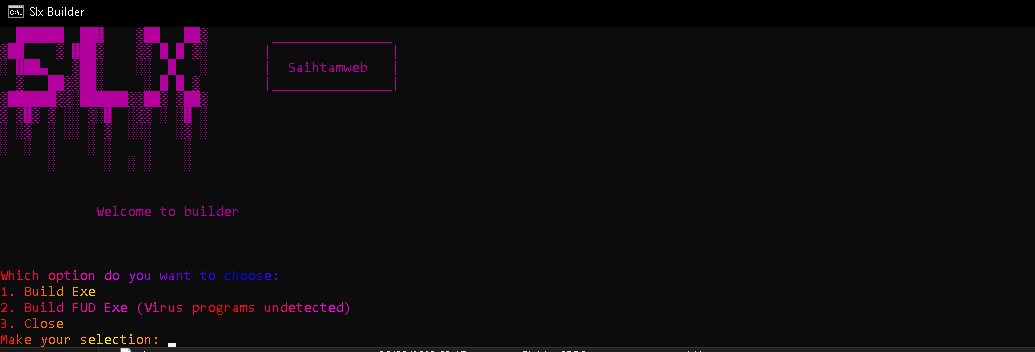 Slx Builder
SLX
Saihtamweb
Welcome to builder
Which option do you want to choose:
1. Build Exe
2. Build FUD Exe (Virus programs undetected)
3. Close
Make your selection: